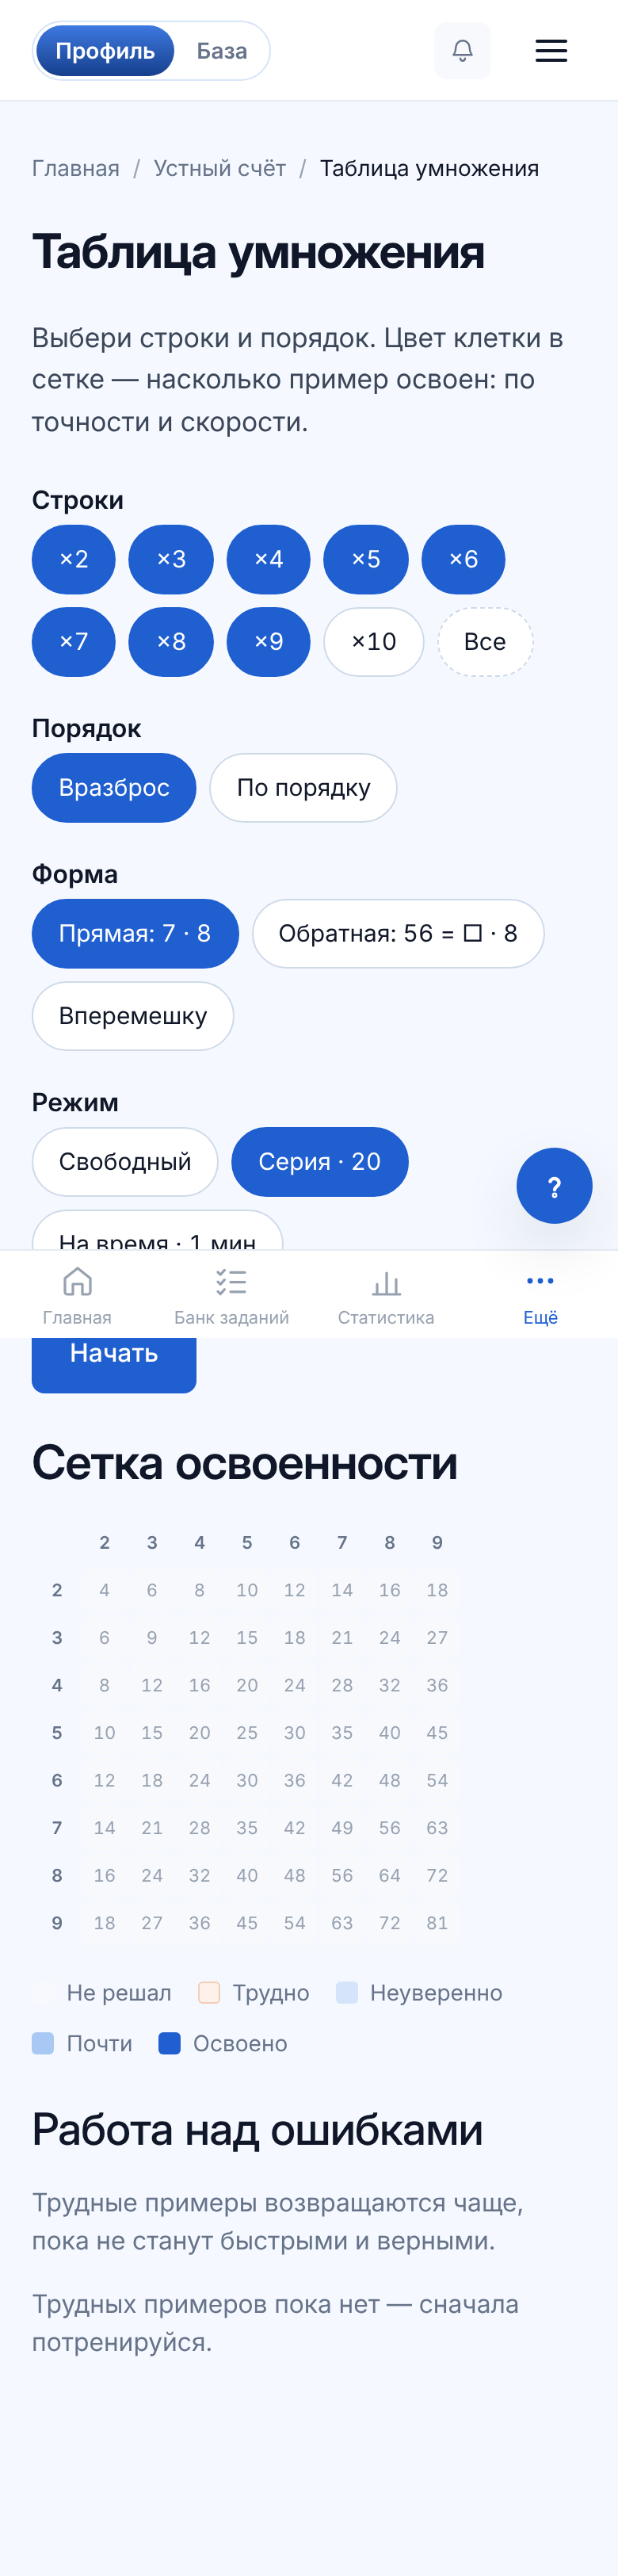 Профиль База
Главная / Устный счёт / Таблица умножения
Таблица умножения
Выбери строки и порядок. Цвет клетки в
сетке — насколько пример освоен: по
точности и скорости.
Строки
×2 ×3 ×4 ×5 ×6
×7 ×8 ×9 ×10 Все
Порядок
Вразброс По порядку
Форма
Прямая: 7 · 8 Обратная: 56 = □ · 8
Вперемешку
Режим
Свободный Серия · 20
?
На время · 1 мин
Главная Банк заданий Статистика Ещё
Начать
Сетка освоенности
2 3 4 5 6 7 8 9
2 4 6 8 10 12 14 16 18
3 6 9 12 15 18 21 24 27
4 8 12 16 20 24 28 32 36
5 10 15 20 25 30 35 40 45
6 12 18 24 30 36 42 48 54
7 14 21 28 35 42 49 56 63
8 16 24 32 40 48 56 64 72
9 18 27 36 45 54 63 72 81
Не решал Трудно Неуверенно
Почти Освоено
Работа над ошибками
Трудные примеры возвращаются чаще,
пока не станут быстрыми и верными.
Трудных примеров пока нет — сначала
потренируйся.